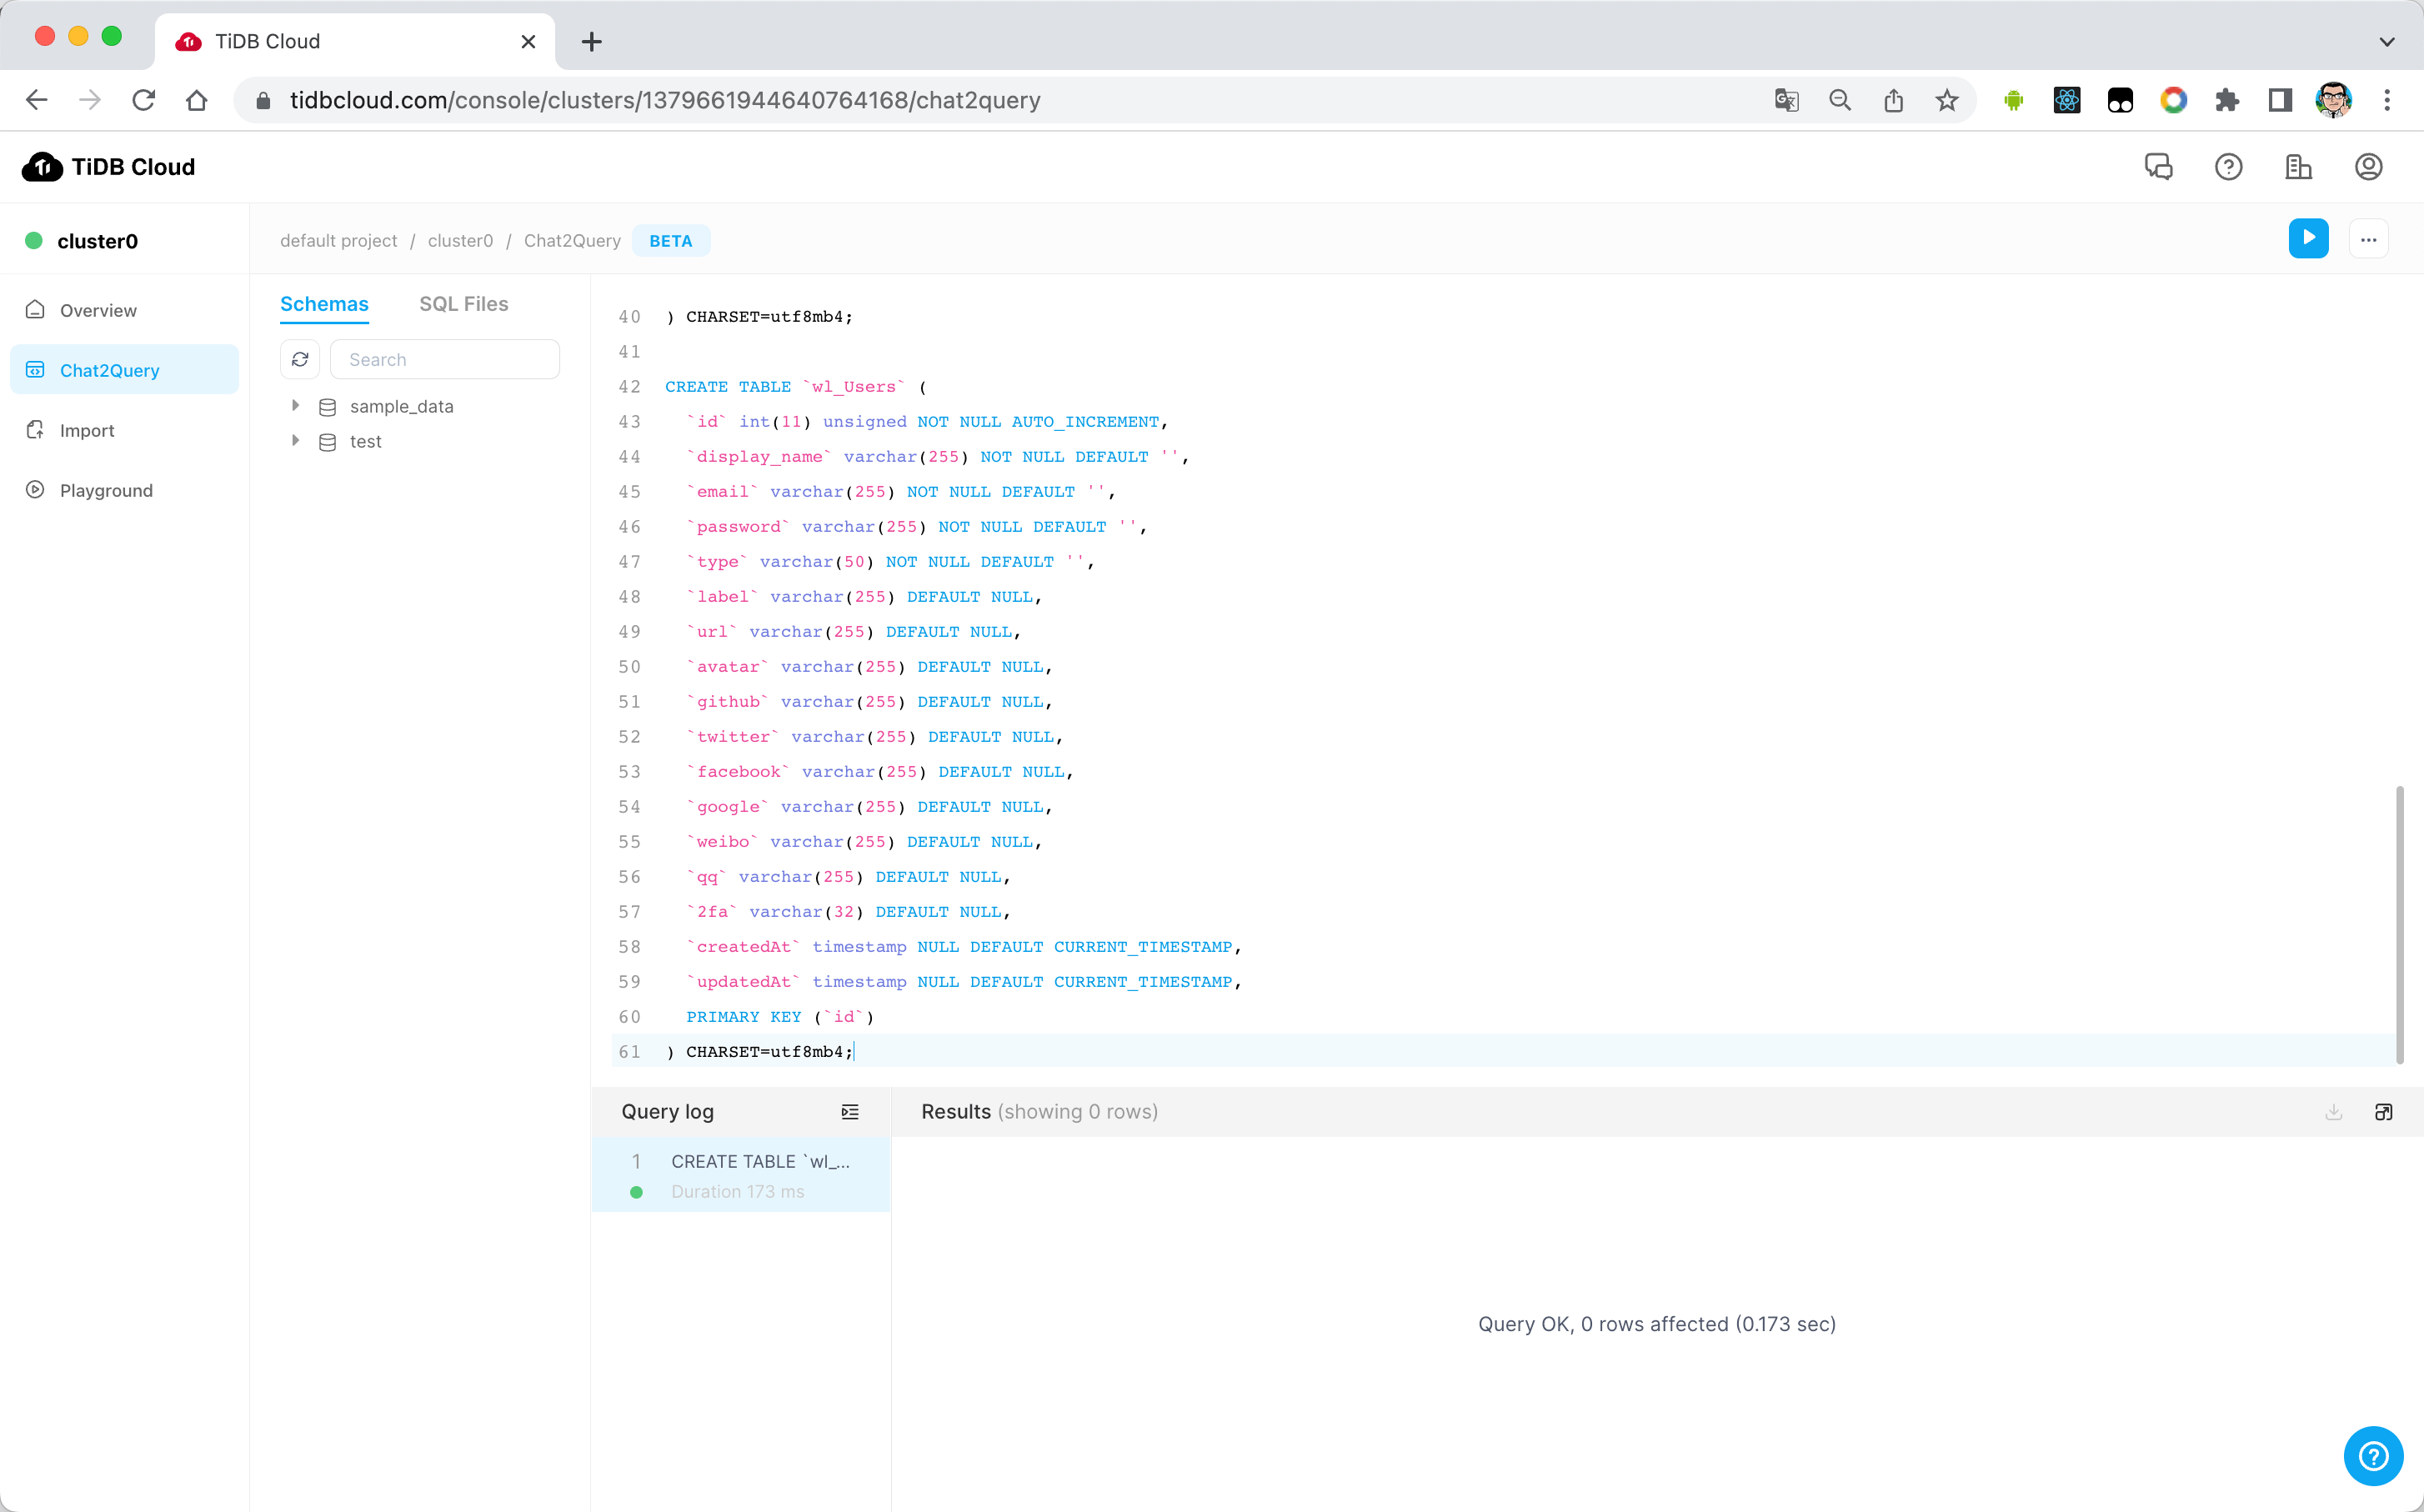 TiDB Cloud
tidbcloud.com/console/clusters/1379661944640764168/chat2query
TiDB Cloud
cluster0
default project / cluster0 / Chat2Query BETA
Overview
Chat2Query
Import
Playground
Schemas
SQL Files
Search
sample_data
test
40 ) CHARSET=utf8mb4;
41
42 CREATE TABLE `wl_Users` (
43 `id` int(11) unsigned NOT NULL AUTO_INCREMENT,
44 `display_name` varchar(255) NOT NULL DEFAULT '',
45 `email` varchar(255) NOT NULL DEFAULT '',
46 `password` varchar(255) NOT NULL DEFAULT '',
47 `type` varchar(50) NOT NULL DEFAULT '',
48 `label` varchar(255) DEFAULT NULL,
49 `url` varchar(255) DEFAULT NULL,
50 `avatar` varchar(255) DEFAULT NULL,
51 `github` varchar(255) DEFAULT NULL,
52 `twitter` varchar(255) DEFAULT NULL,
53 `facebook` varchar(255) DEFAULT NULL,
54 `google` varchar(255) DEFAULT NULL,
55 `weibo` varchar(255) DEFAULT NULL,
56 `qq` varchar(255) DEFAULT NULL,
57 `2fa` varchar(32) DEFAULT NULL,
58 `createdAt` timestamp NULL DEFAULT CURRENT_TIMESTAMP,
59 `updatedAt` timestamp NULL DEFAULT CURRENT_TIMESTAMP,
60 PRIMARY KEY (`id`)
61 ) CHARSET=utf8mb4;
Query log
1 CREATE TABLE `wl_...
Duration 173 ms
Results (showing 0 rows)
Query OK, 0 rows affected (0.173 sec)